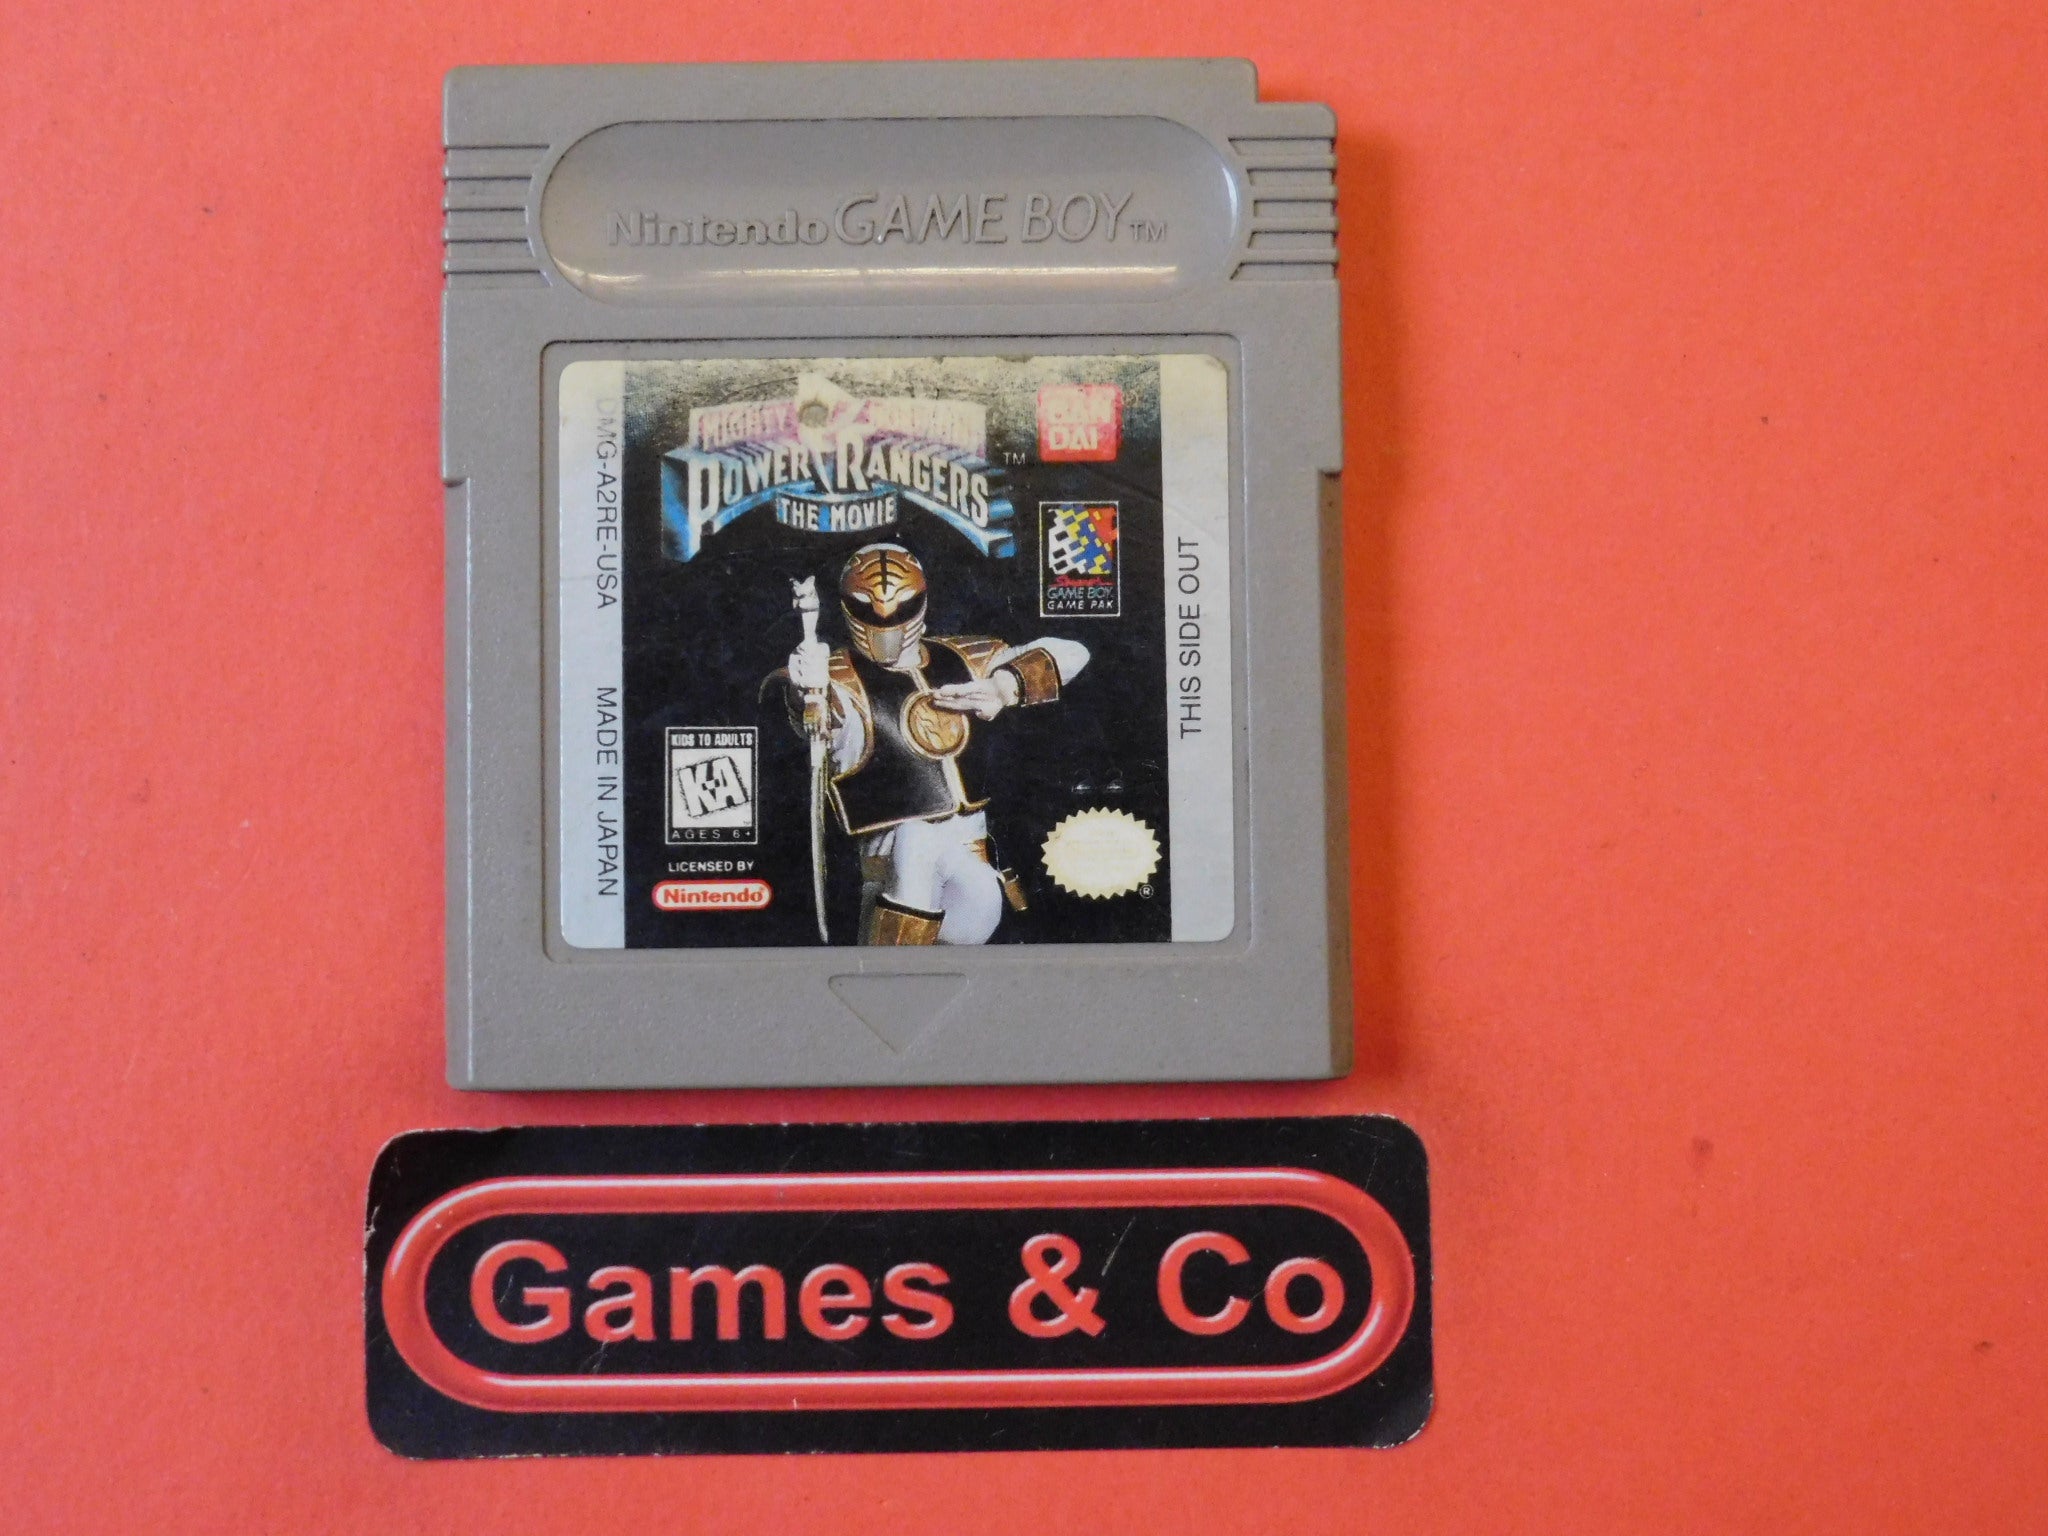 Nintendo GAME BOY TM
MIGHTY MORPHIN
POWER RANGERS TM
THE MOVIE
BAN
DAI
DMG-A2RE-USA MADE IN JAPAN
THIS SIDE OUT
GAME BOY
GAME PAK
KIDS TO ADULTS
K-A
AGES 6+
LICENSED BY
Nintendo®
®
Games & Co